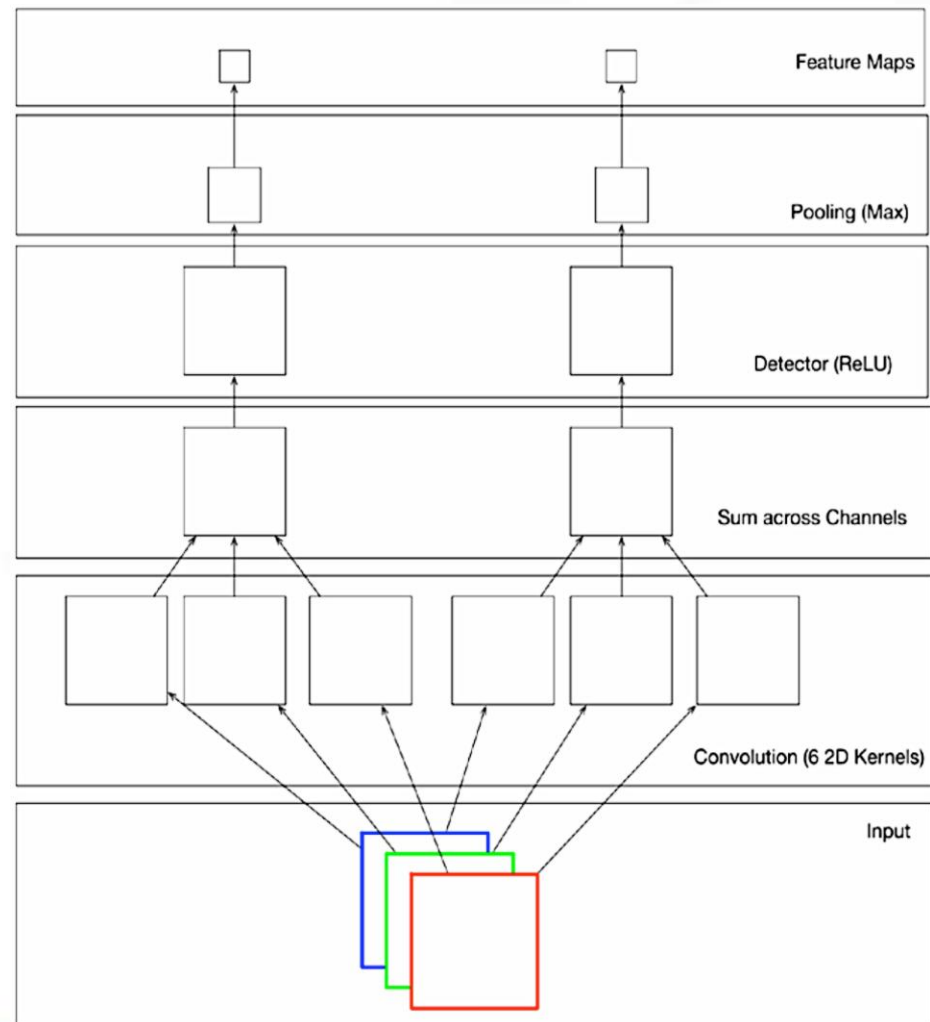 Feature Maps
Pooling (Max)
Detector (ReLU)
Sum across Channels
Convolution (6 2D Kernels)
Input